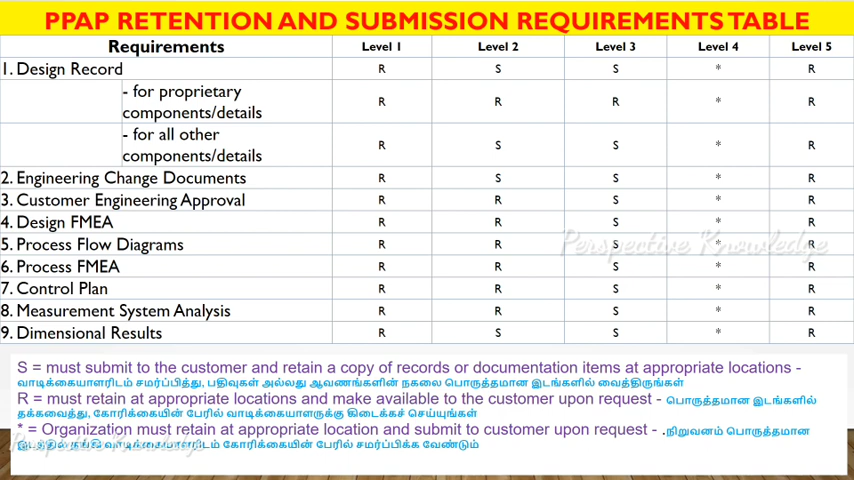 PPAP RETENTION AND SUBMISSION REQUIREMENTS TABLE
Requirements Level 1 Level 2 Level 3 Level 4 Level 5
1. Design Record R S S * R
- for proprietary
components/details R R R * R
- for all other
components/details R S S * R
2. Engineering Change Documents R S S * R
3. Customer Engineering Approval R R S * R
4. Design FMEA R R S * R
5. Process Flow Diagrams R R S * R
6. Process FMEA R R S * R
7. Control Plan R R S * R
8. Measurement System Analysis R R S * R
9. Dimensional Results R S S * R
Perspective Knowledge
S = must submit to the customer and retain a copy of records or documentation items at appropriate locations -
வாடிக்கையாளரிடம் சமர்ப்பித்து, பதிவுகள் அல்லது ஆவணங்களின் நகலை பொருத்தமான இடங்களில் வைத்திருங்கள்
R = must retain at appropriate locations and make available to the customer upon request - பொருத்தமான இடங்களில்
தக்கவைத்து, கோரிக்கையின் பேரில் வாடிக்கையாளருக்கு கிடைக்கச் செய்யுங்கள்
* = Organization must retain at appropriate location and submit to customer upon request - .நிறுவனம் பொருத்தமான
இடத்தில் தங்கி வாடிக்கையாளரிடம் கோரிக்கையின் பேரில் சமர்ப்பிக்க வேண்டும்
Perspective Knowledge